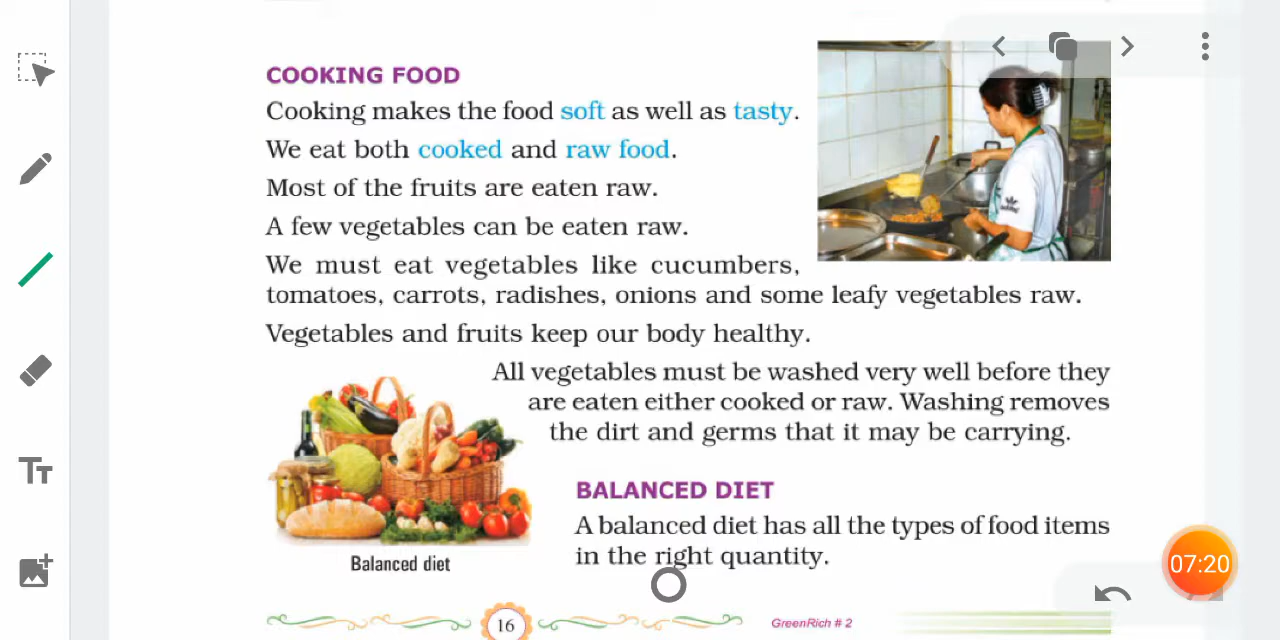 COOKING FOOD
Cooking makes the food soft as well as tasty.
We eat both cooked and raw food.
Most of the fruits are eaten raw.
A few vegetables can be eaten raw.
We must eat vegetables like cucumbers,
tomatoes, carrots, radishes, onions and some leafy vegetables raw.
Vegetables and fruits keep our body healthy.
All vegetables must be washed very well before they
are eaten either cooked or raw. Washing removes
the dirt and germs that it may be carrying.
BALANCED DIET
A balanced diet has all the types of food items
in the right quantity.
Balanced diet
16
GreenRich # 2
TT
07:20